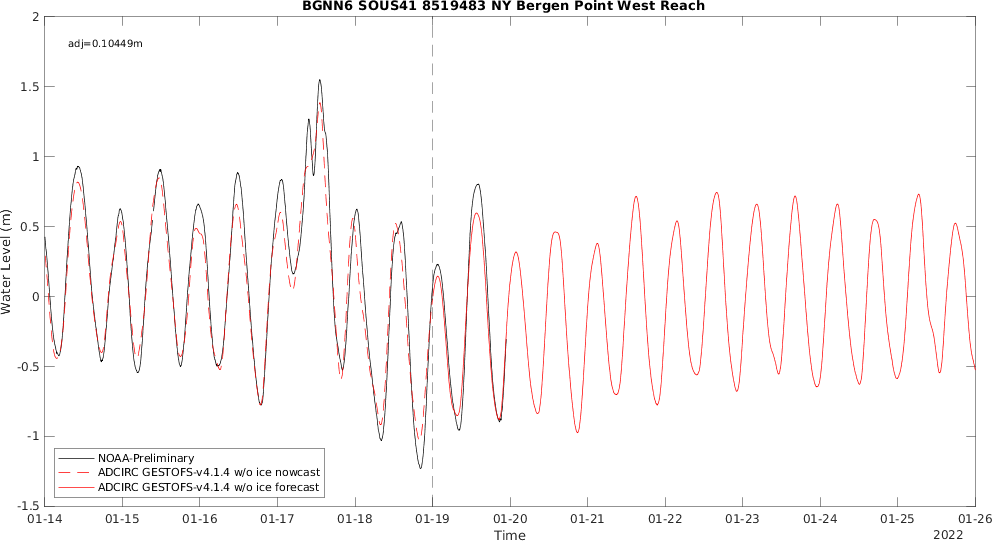 BGNN6 SOUS41 8519483 NY Bergen Point West Reach
adj=0.10449m
Water Level (m)
2
1.5
1
0.5
0
-0.5
-1
-1.5
NOAA-Preliminary
ADCIRC GESTOFS-v4.1.4 w/o ice nowcast
ADCIRC GESTOFS-v4.1.4 w/o ice forecast
01-14 01-15 01-16 01-17 01-18 01-19 01-20 01-21 01-22 01-23 01-24 01-25 01-26
Time
2022